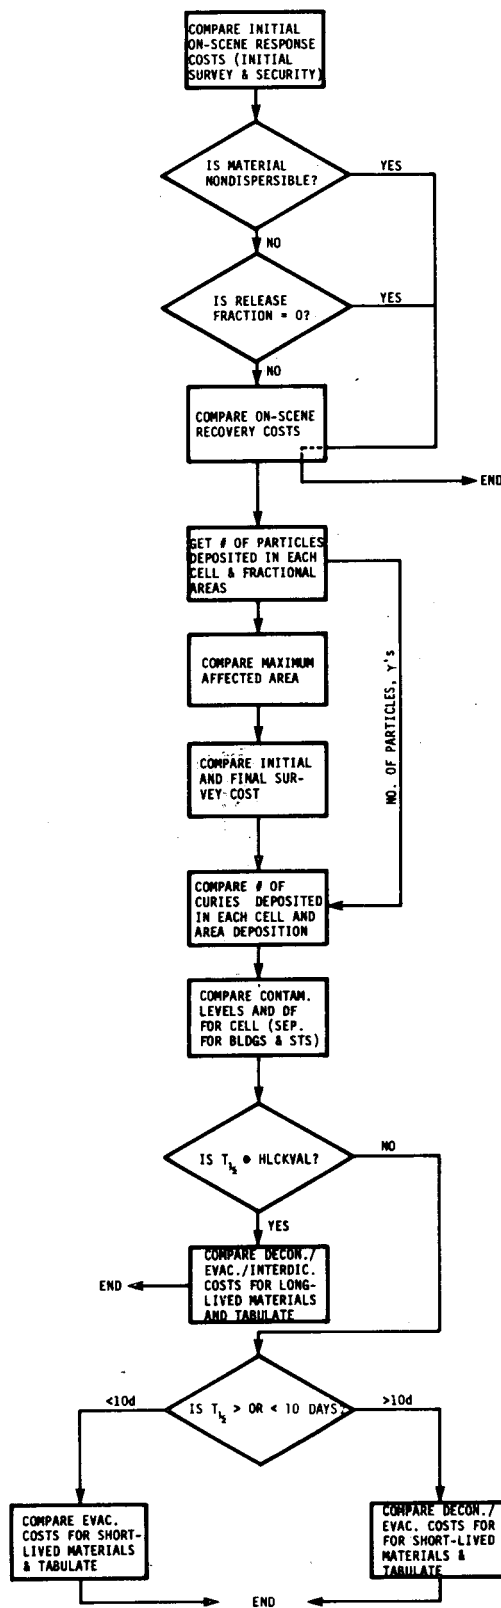 COMPARE INITIAL
ON-SCENE RESPONSE
COSTS (INITIAL
SURVEY & SECURITY)
IS MATERIAL
NONDISPERSIBLE?
YES
NO
IS RELEASE
FRACTION = 0?
YES
NO
COMPARE ON-SCENE
RECOVERY COSTS
END
GET # OF PARTICLES
DEPOSITED IN EACH
CELL & FRACTIONAL
AREAS
NO. OF PARTICLES, Y's
COMPARE MAXIMUM
AFFECTED AREA
COMPARE INITIAL
AND FINAL SUR-
VEY COST
COMPARE # OF
CURIES DEPOSITED
IN EACH CELL AND
AREA DEPOSITION
COMPARE CONTAM.
LEVELS AND DF
FOR CELL (SEP.
FOR BLDGS & STS)
IS T½ ● HLCKVAL?
NO
YES
COMPARE DECON./
EVAC./INTERDIC.
COSTS FOR LONG-
LIVED MATERIALS
AND TABULATE
END
IS T½ > OR < 10 DAYS?
<10d
>10d
COMPARE EVAC.
COSTS FOR SHORT-
LIVED MATERIALS
& TABULATE
COMPARE DECON./
EVAC. COSTS FOR
FOR SHORT-LIVED
MATERIALS &
TABULATE
END